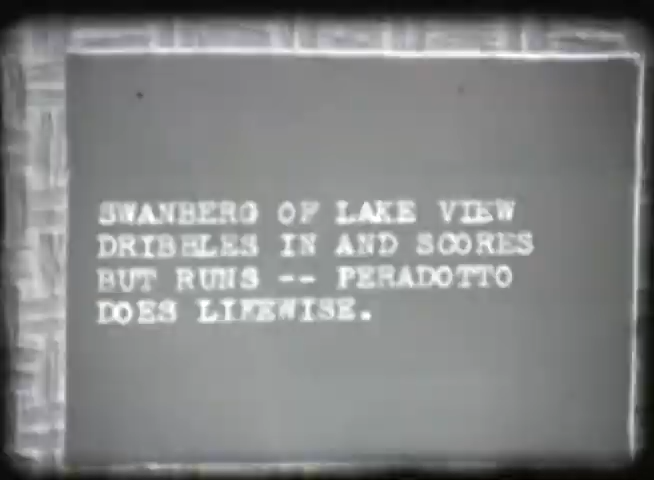 SWANBERG OF LAKE VIEW
DRIBBLES IN AND SCORES
BUT RUNS -- PERADOTTO
DOES LIKEWISE.